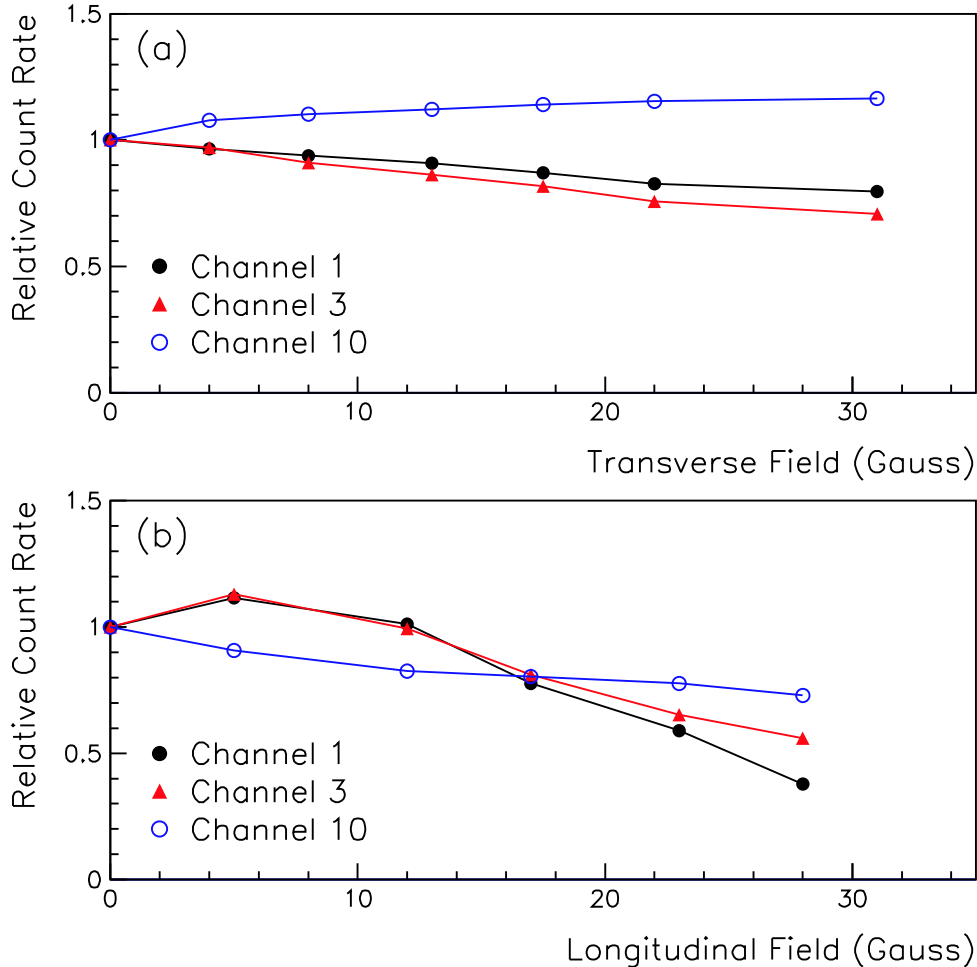 1.5
(a)
Relative Count Rate
1
0.5
Channel 1
Channel 3
Channel 10
0
0 10 20 30
Transverse Field (Gauss)
1.5
(b)
Relative Count Rate
1
0.5
Channel 1
Channel 3
Channel 10
0
0 10 20 30
Longitudinal Field (Gauss)